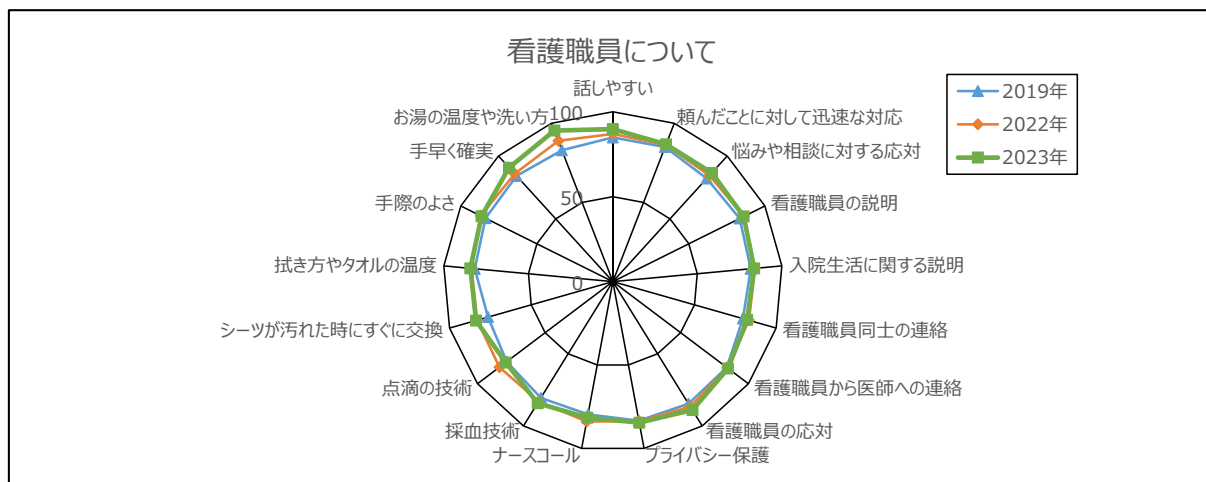 看護職員について
話しやすい
頼んだことに対して迅速な対応
悩みや相談に対する応対
看護職員の説明
入院生活に関する説明
看護職員同士の連絡
看護職員から医師への連絡
看護職員の応対
プライバシー保護
ナースコール
採血技術
点滴の技術
シーツが汚れた時にすぐに交換
拭き方やタオルの温度
手際のよさ
手早く確実
お湯の温度や洗い方
100
50
0
2019年
2022年
2023年